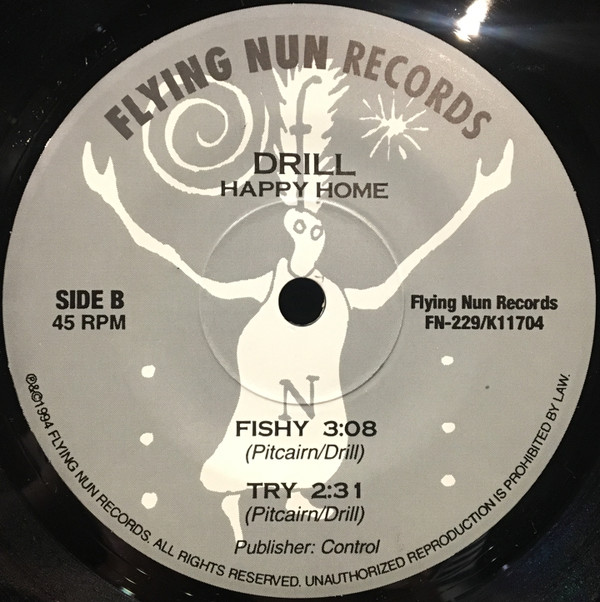 FLYING NUN RECORDS
f
DRILL
HAPPY HOME
SIDE B
45 RPM
Flying Nun Records
FN-229/K11704
N
FISHY 3:08
(Pitcairn/Drill)
TRY 2:31
(Pitcairn/Drill)
Publisher: Control
℗&©1994 FLYING NUN RECORDS. ALL RIGHTS RESERVED. UNAUTHORIZED REPRODUCTION IS PROHIBITED BY LAW.